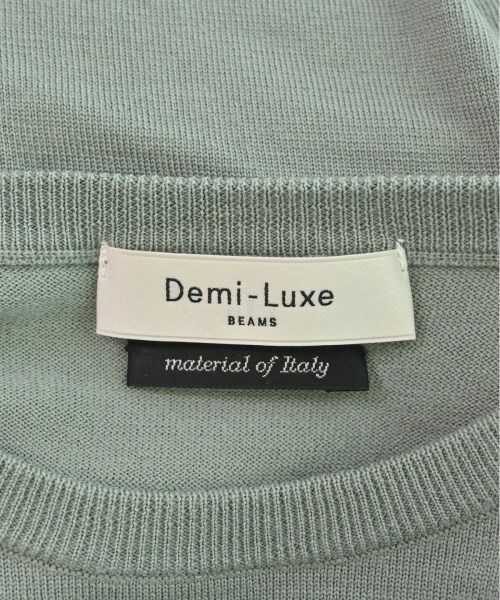 Demi-Luxe
BEAMS
material of Italy